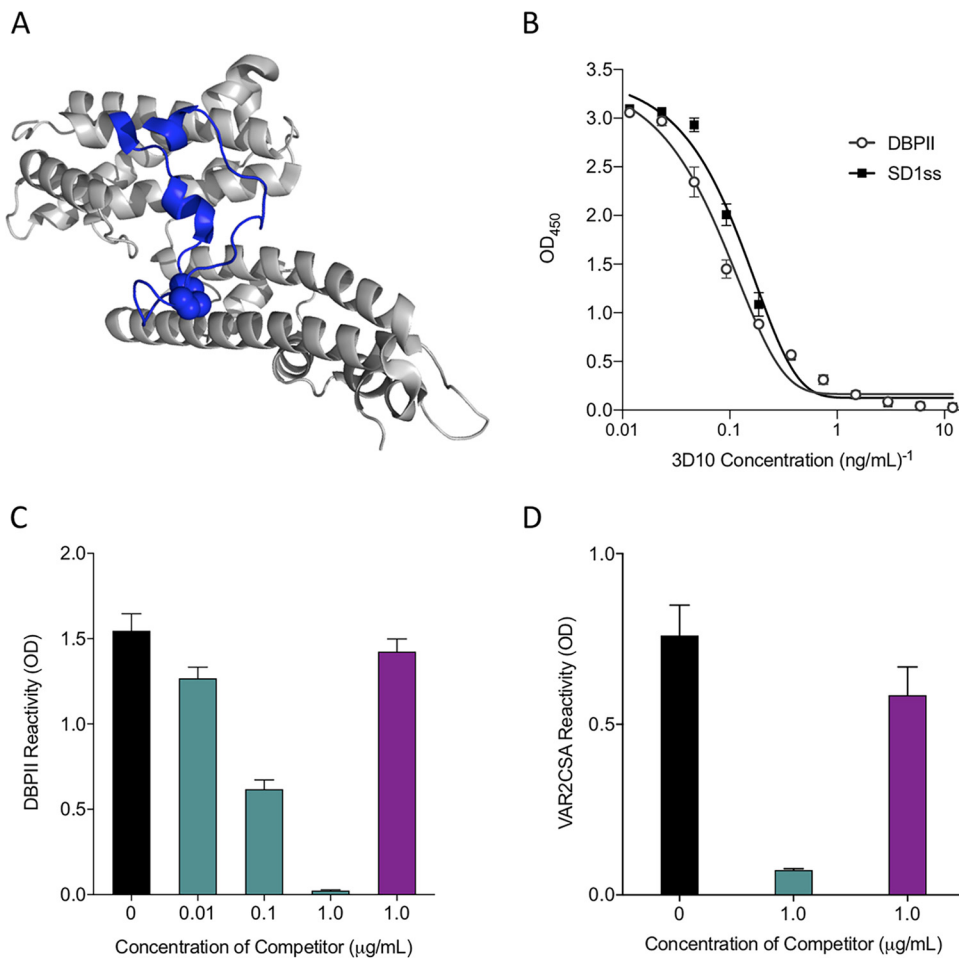 A
B
3.5
3.0
2.5
2.0
1.5
1.0
0.5
0.0
OD450
DBPII
SD1ss
0.01
0.1
1
10
3D10 Concentration (ng/mL)-1
C
2.0
1.5
1.0
0.5
0.0
DBPII Reactivity (OD)
0
0.01
0.1
1.0
1.0
Concentration of Competitor (μg/mL)
D
1.0
0.5
0.0
VAR2CSA Reactivity (OD)
0
1.0
1.0
Concentration of Competitor (μg/mL)